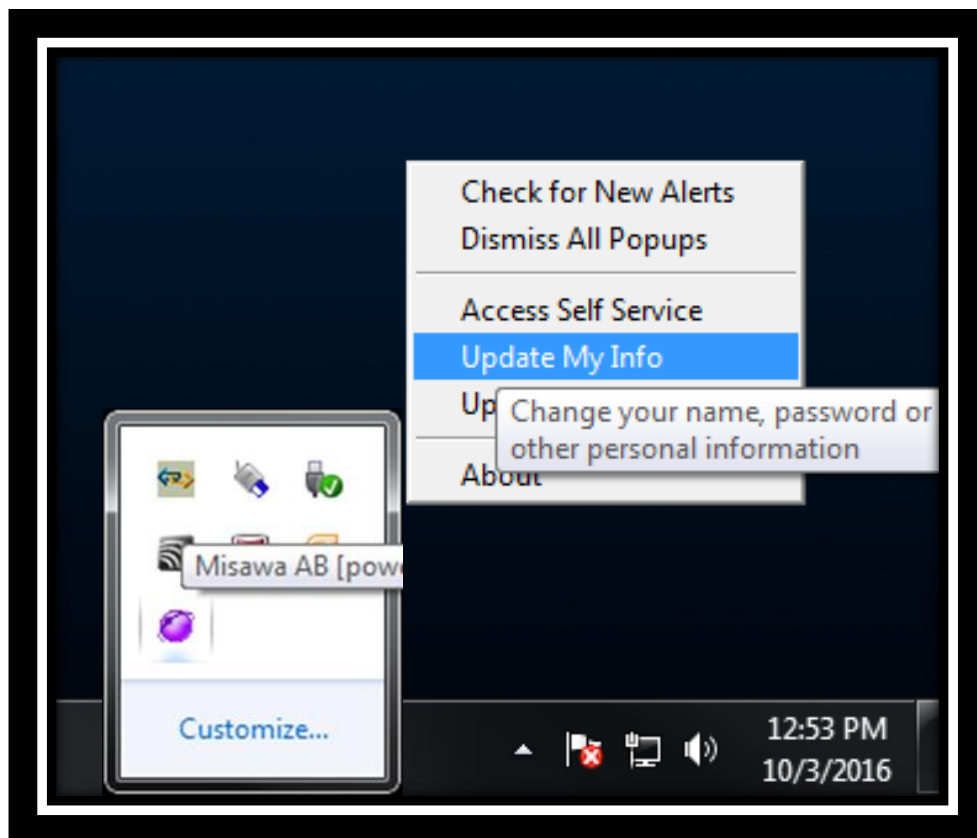 Check for New Alerts
Dismiss All Popups
Access Self Service
Update My Info
Up
Change your name, password or
other personal information
About
Misawa AB
Customize...
12:53 PM
10/3/2016